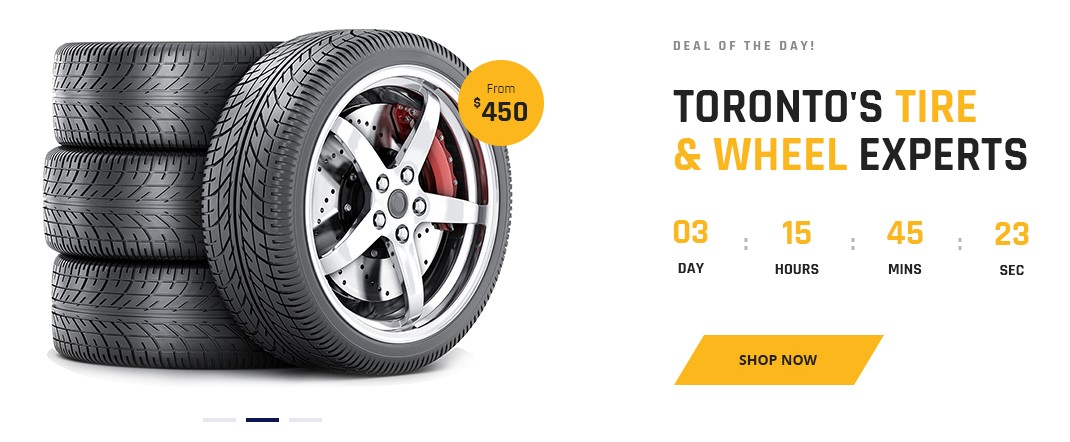 From
$450
DEAL OF THE DAY!
TORONTO'S TIRE
& WHEEL EXPERTS
03 : 15 : 45 : 23
DAY HOURS MINS SEC
SHOP NOW